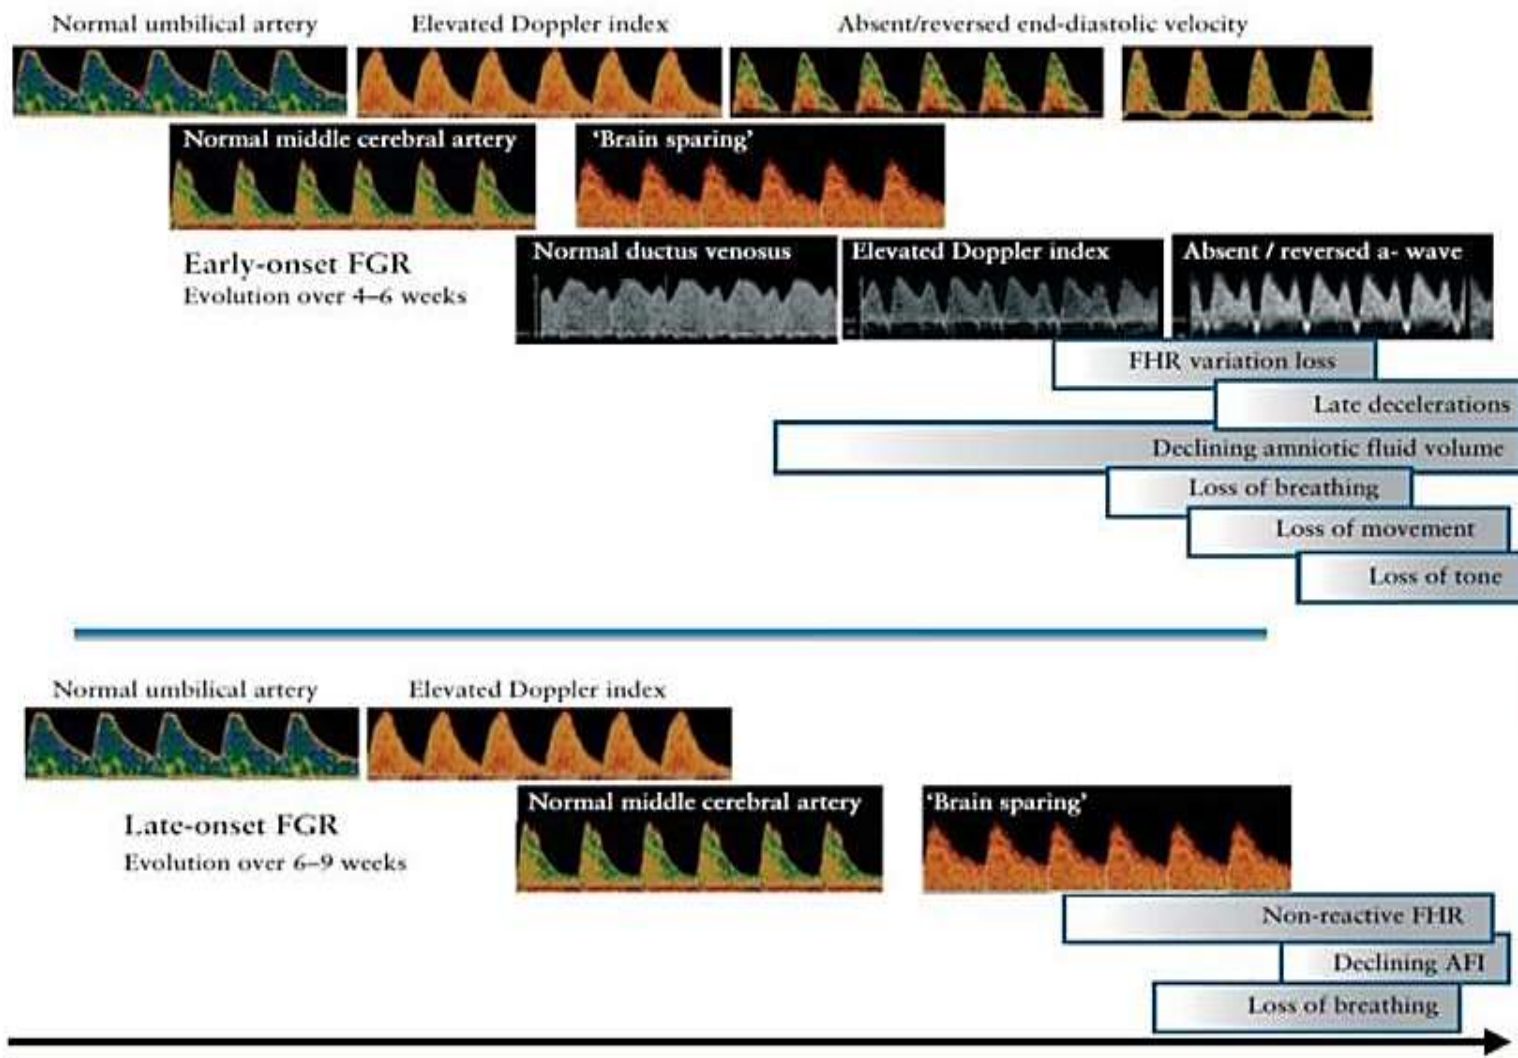 Normal umbilical artery
Elevated Doppler index
Absent/reversed end-diastolic velocity
Normal middle cerebral artery
‘Brain sparing’
Early-onset FGR
Evolution over 4–6 weeks
Normal ductus venosus
Elevated Doppler index
Absent / reversed a- wave
FHR variation loss
Late decelerations
Declining amniotic fluid volume
Loss of breathing
Loss of movement
Loss of tone
Normal umbilical artery
Elevated Doppler index
Late-onset FGR
Evolution over 6–9 weeks
Normal middle cerebral artery
‘Brain sparing’
Non-reactive FHR
Declining AFI
Loss of breathing